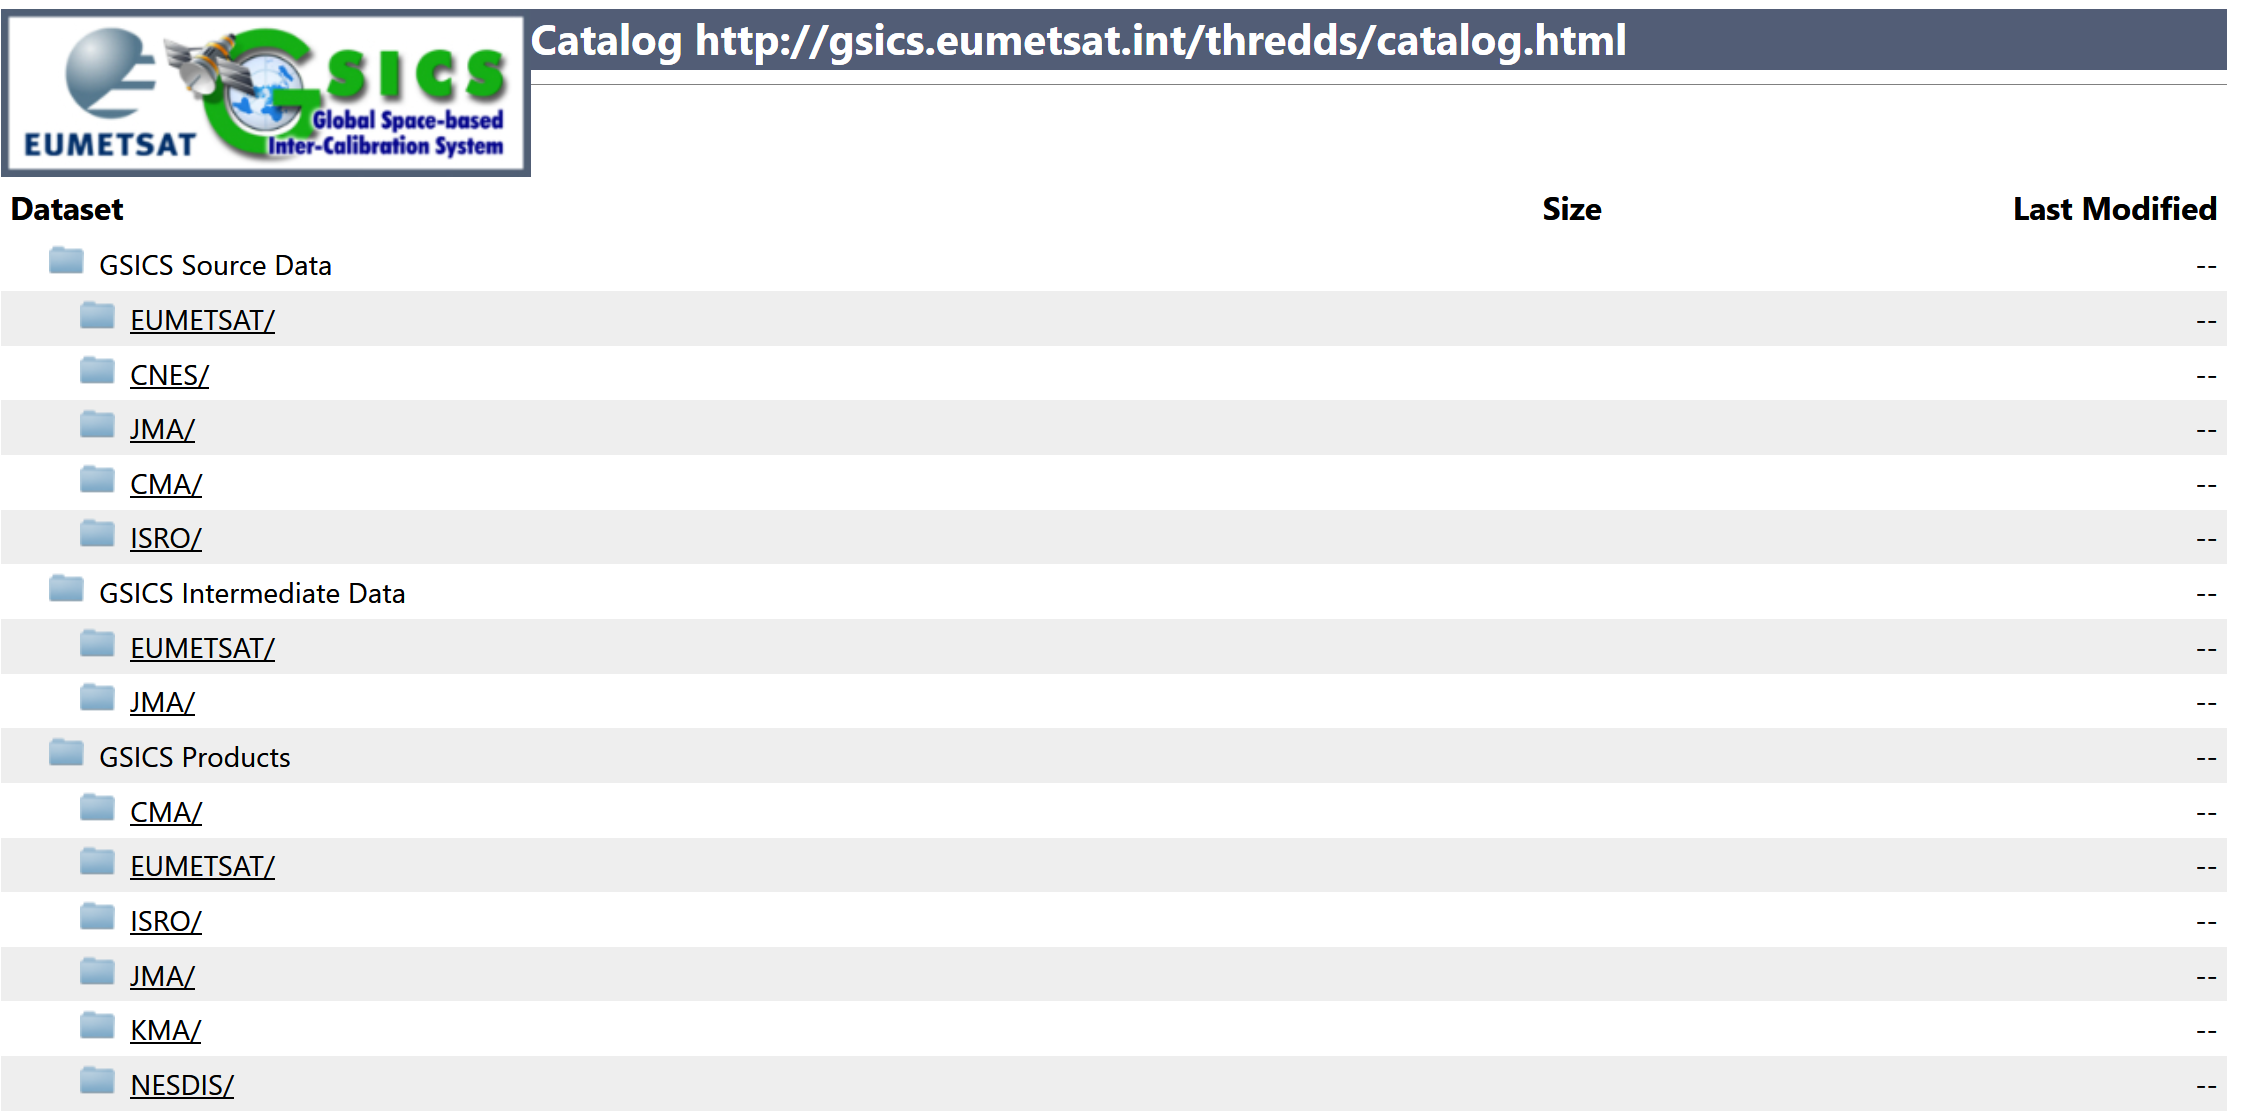 Catalog http://gsics.eumetsat.int/thredds/catalog.html
EUMETSAT
GSICS
Global Space-based
Inter-Calibration System
Dataset Size Last Modified
GSICS Source Data --
EUMETSAT/ --
CNES/ --
JMA/ --
CMA/ --
ISRO/ --
GSICS Intermediate Data --
EUMETSAT/ --
JMA/ --
GSICS Products --
CMA/ --
EUMETSAT/ --
ISRO/ --
JMA/ --
KMA/ --
NESDIS/ --